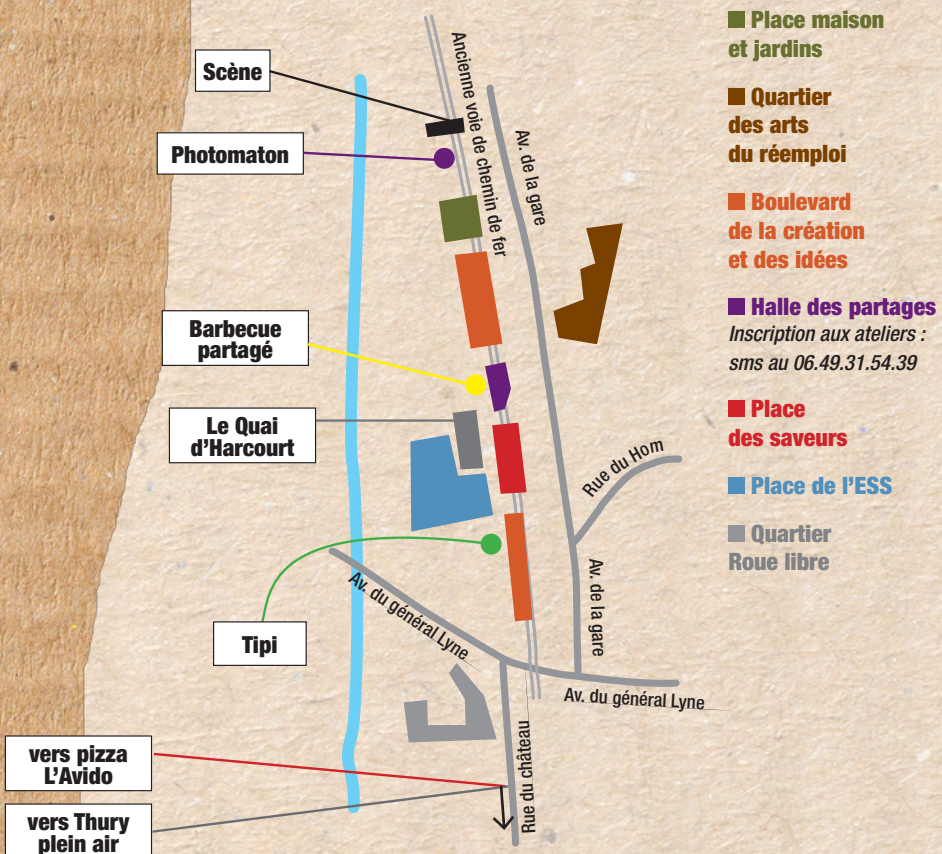 Scène
Photomaton
Barbecue
partagé
Le Quai
d'Harcourt
Tipi
vers pizza
L'Avido
vers Thury
plein air
Ancienne voie de chemin de fer
Av. de la gare
Rue du Hom
Av. de la gare
Av. du général Lyne
Av. du général Lyne
Rue du château
Place maison
et jardins
Quartier
des arts
du réemploi
Boulevard
de la création
et des idées
Halle des partages
Inscription aux ateliers :
sms au 06.49.31.54.39
Place
des saveurs
Place de l'ESS
Quartier
Roue libre